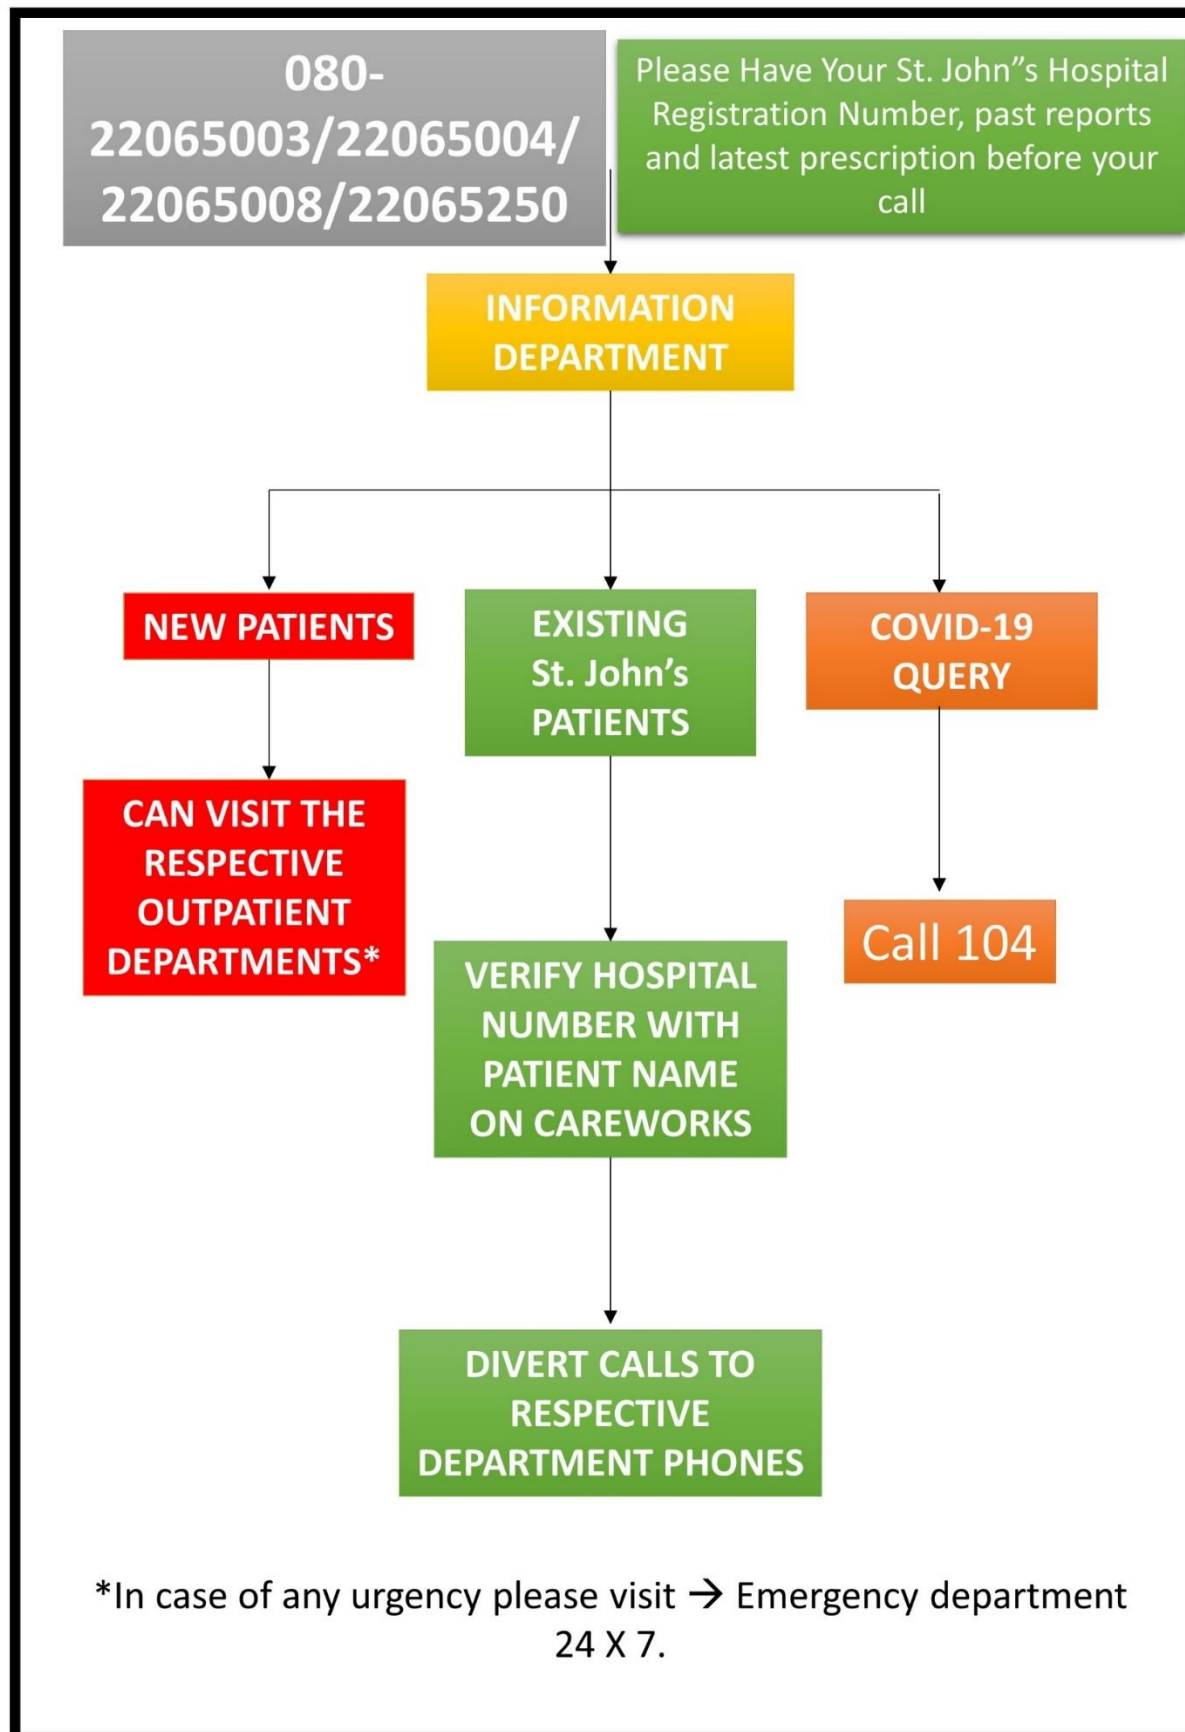 080-
22065003/22065004/
22065008/22065250
Please Have Your St. John"s Hospital
Registration Number, past reports
and latest prescription before your
call
INFORMATION
DEPARTMENT
NEW PATIENTS
EXISTING
St. John’s
PATIENTS
COVID-19
QUERY
CAN VISIT THE
RESPECTIVE
OUTPATIENT
DEPARTMENTS*
Call 104
VERIFY HOSPITAL
NUMBER WITH
PATIENT NAME
ON CAREWORKS
DIVERT CALLS TO
RESPECTIVE
DEPARTMENT PHONES
*In case of any urgency please visit → Emergency department
24 X 7.